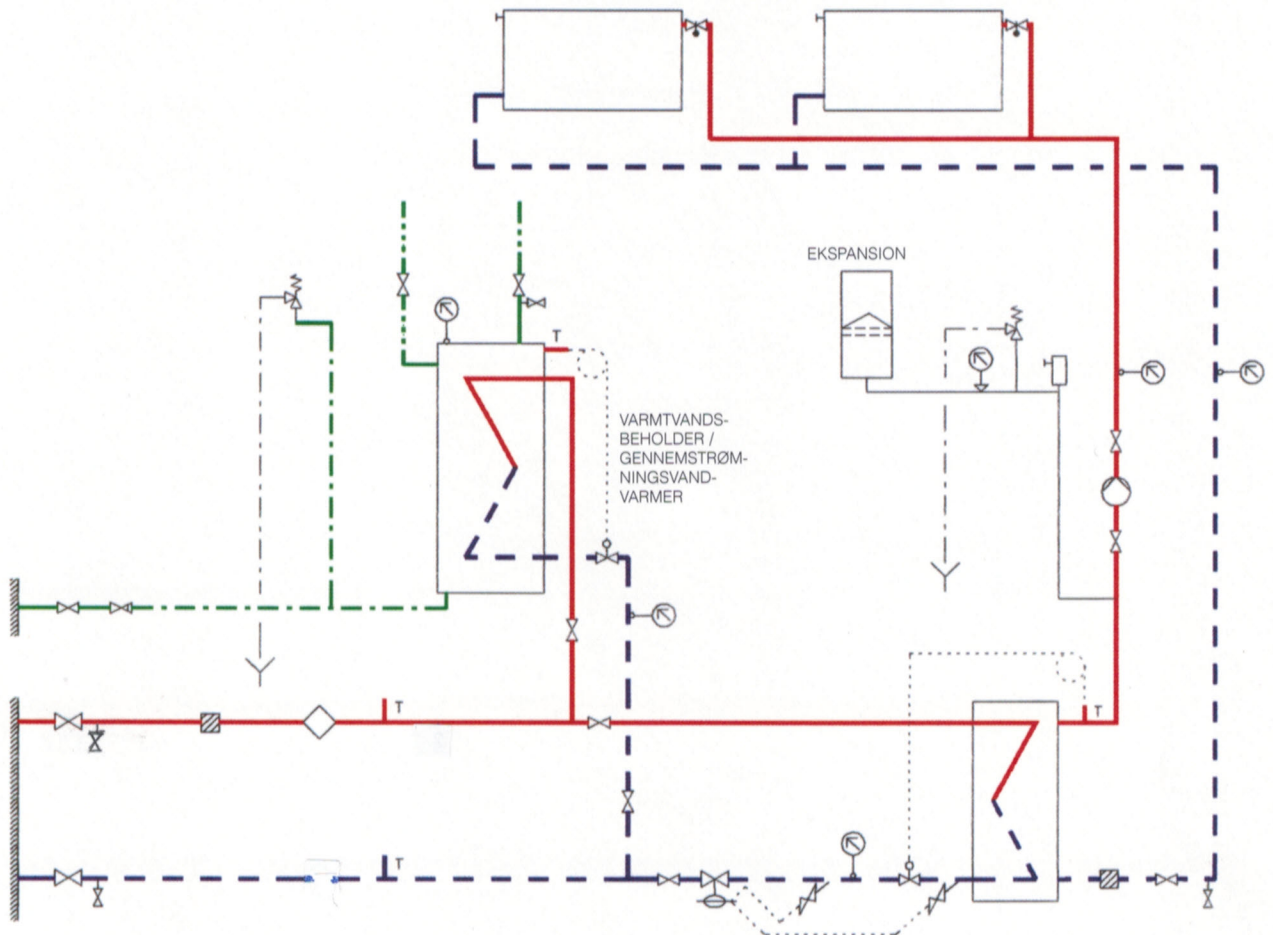 EKSPANSION
T
VARMTVANDS-
BEHOLDER /
GENNEMSTRØM-
NINGSVAND-
VARMER
T
T
T